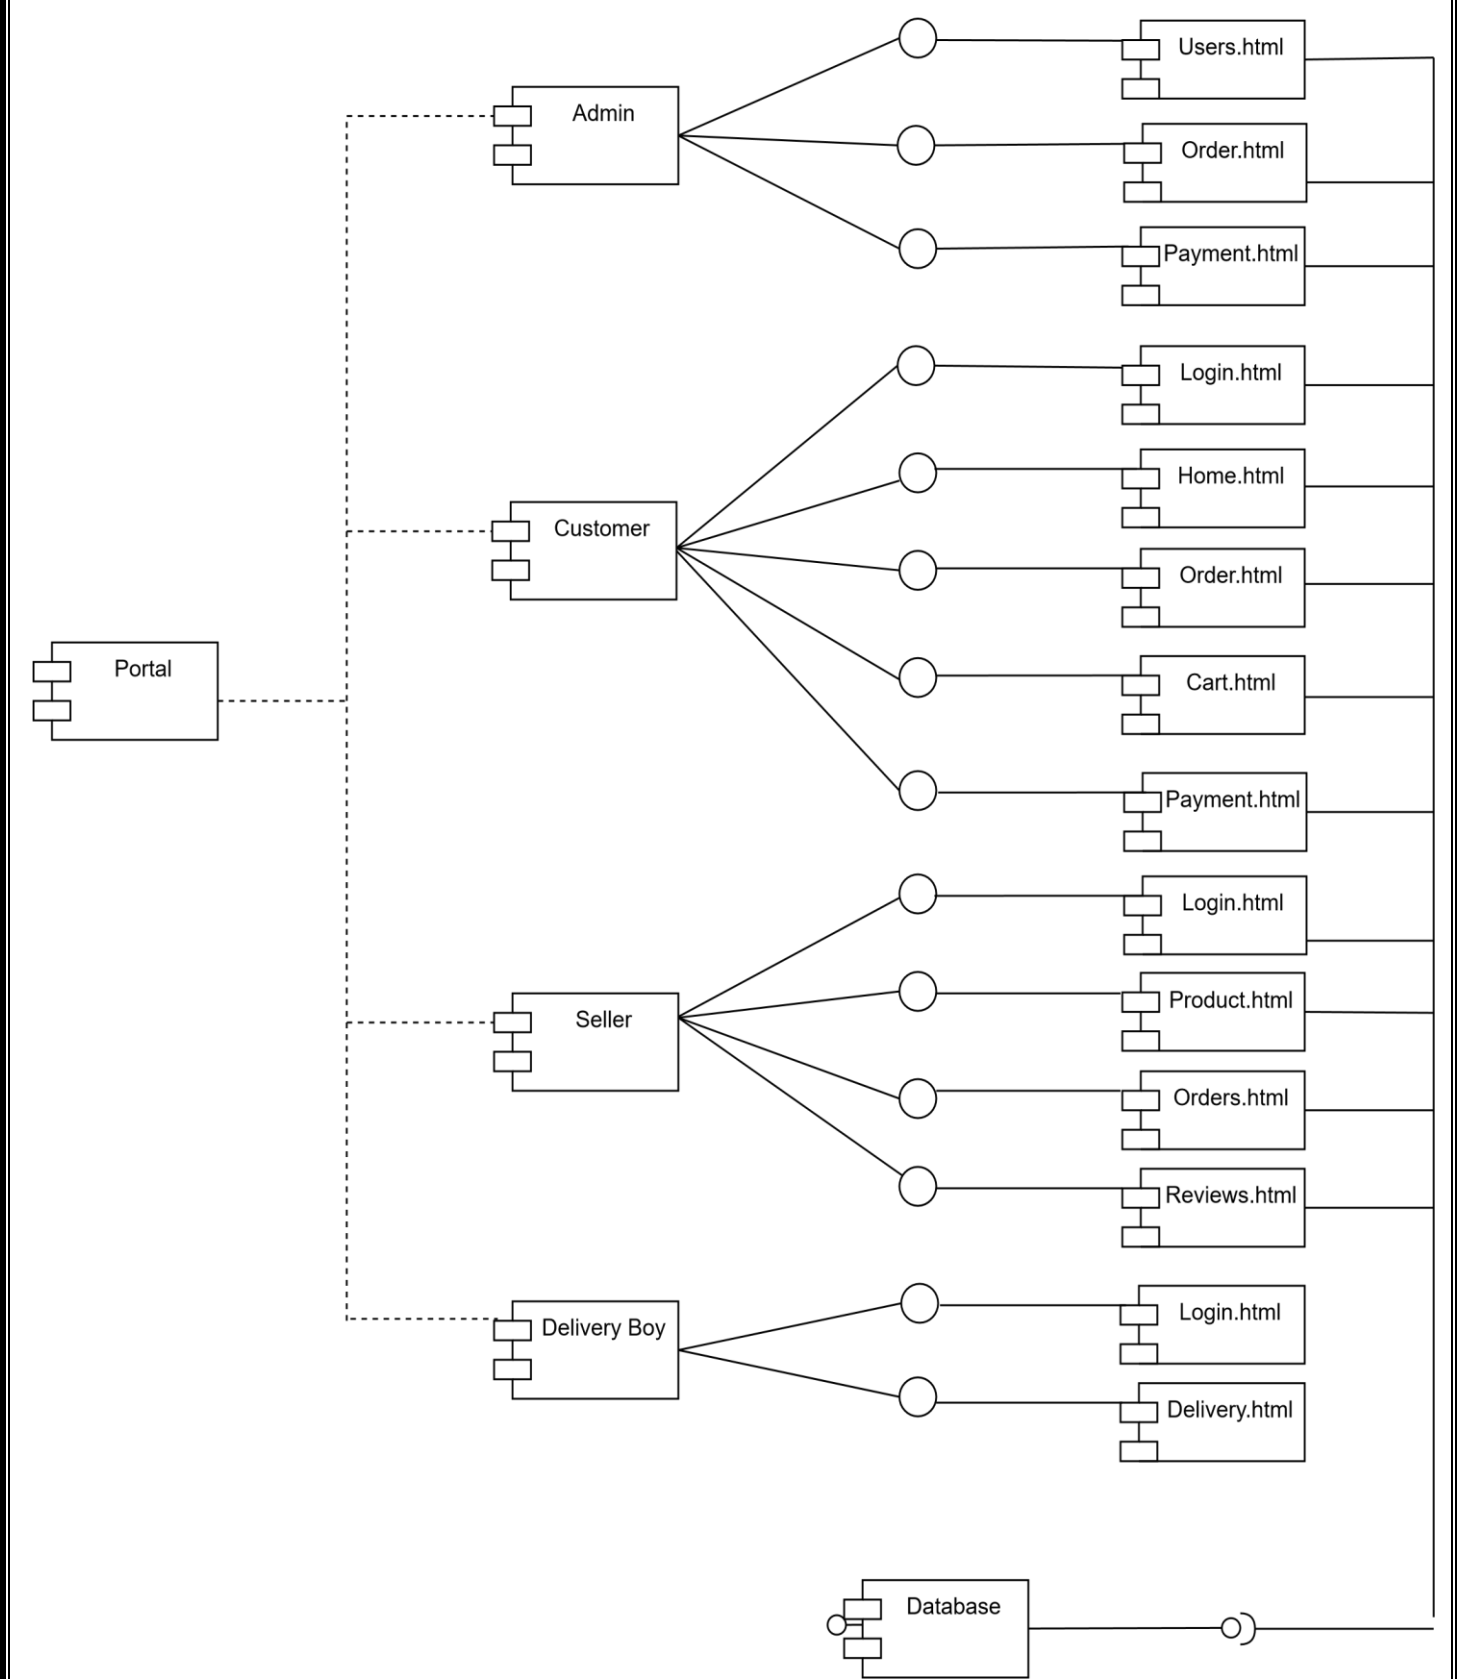 Users.html
Admin
Order.html
Payment.html
Login.html
Home.html
Customer
Order.html
Portal
Cart.html
Payment.html
Login.html
Product.html
Seller
Orders.html
Reviews.html
Login.html
Delivery Boy
Delivery.html
Database